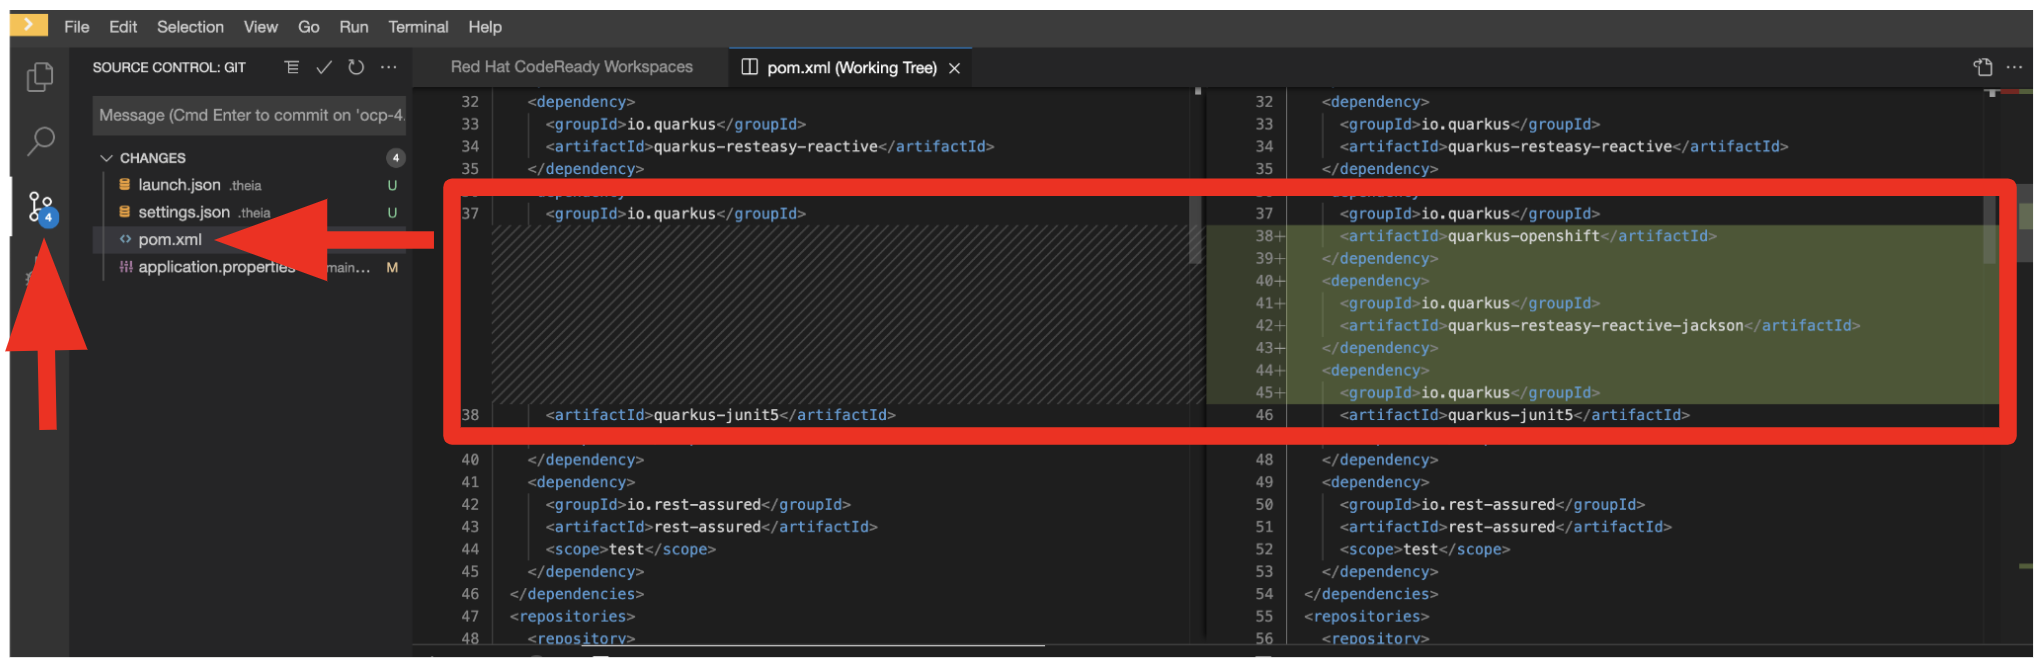 File Edit Selection View Go Run Terminal Help
SOURCE CONTROL: GIT
Message (Cmd Enter to commit on 'ocp-4.
CHANGES 4
launch.json .theia U
settings.json .theia U
pom.xml
application.properties main... M
4
Red Hat CodeReady Workspaces
pom.xml (Working Tree)
32 <dependency>
33 <groupId>io.quarkus</groupId>
34 <artifactId>quarkus-resteasy-reactive</artifactId>
35 </dependency>
37 <groupId>io.quarkus</groupId>
38 <artifactId>quarkus-junit5</artifactId>
40 </dependency>
41 <dependency>
42 <groupId>io.rest-assured</groupId>
43 <artifactId>rest-assured</artifactId>
44 <scope>test</scope>
45 </dependency>
46 </dependencies>
47 <repositories>
48 <repository>
32 <dependency>
33 <groupId>io.quarkus</groupId>
34 <artifactId>quarkus-resteasy-reactive</artifactId>
35 </dependency>
37 <groupId>io.quarkus</groupId>
38+ <artifactId>quarkus-openshift</artifactId>
39+ </dependency>
40+ <dependency>
41+ <groupId>io.quarkus</groupId>
42+ <artifactId>quarkus-resteasy-reactive-jackson</artifactId>
43+ </dependency>
44+ <dependency>
45+ <groupId>io.quarkus</groupId>
46 <artifactId>quarkus-junit5</artifactId>
48 </dependency>
49 <dependency>
50 <groupId>io.rest-assured</groupId>
51 <artifactId>rest-assured</artifactId>
52 <scope>test</scope>
53 </dependency>
54 </dependencies>
55 <repositories>
56 <repository>